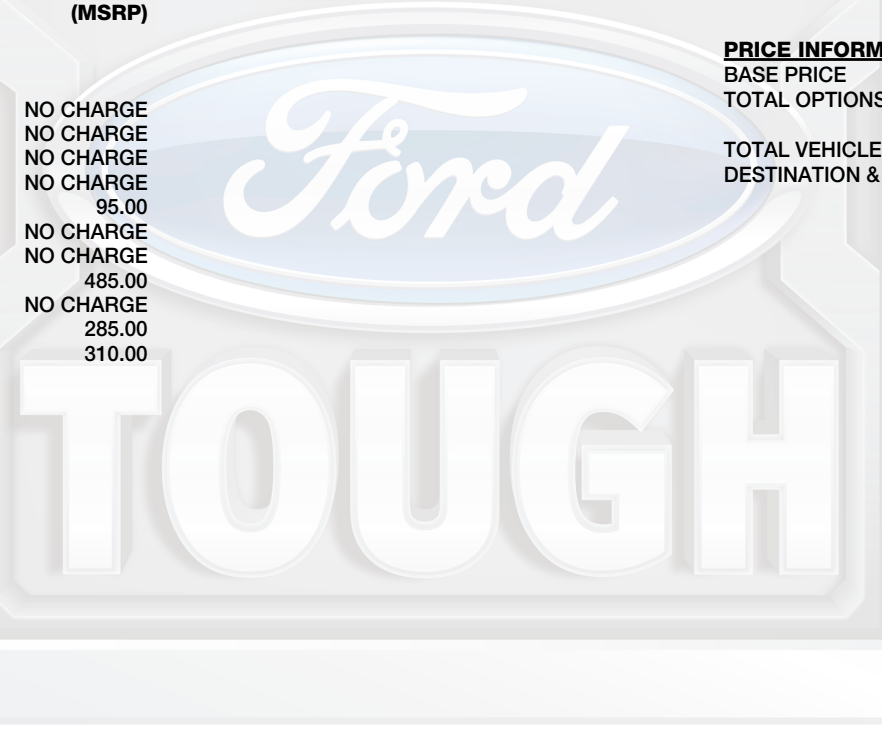 (MSRP)
NO CHARGE
NO CHARGE
NO CHARGE
NO CHARGE
95.00
NO CHARGE
NO CHARGE
485.00
NO CHARGE
285.00
310.00
PRICE INFORM
BASE PRICE
TOTAL OPTIONS
TOTAL VEHICLE
DESTINATION &
Ford
TOUGH